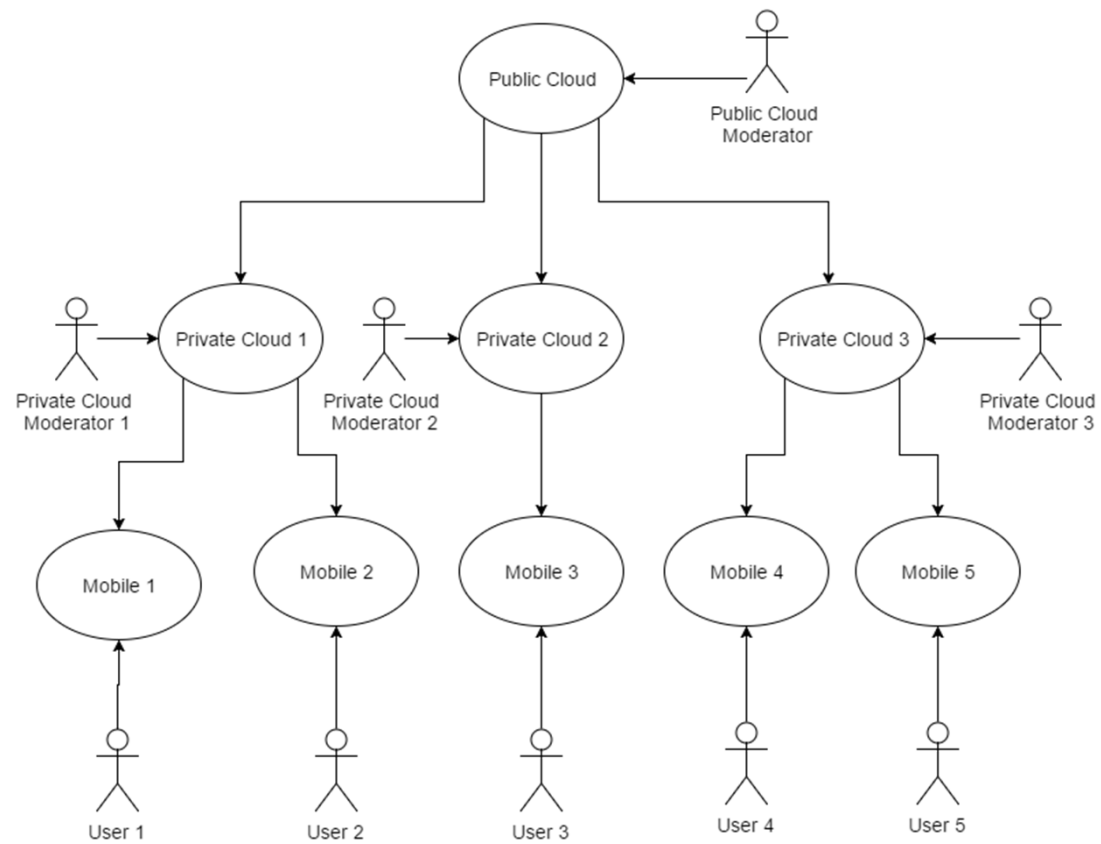 Public Cloud
Public Cloud
Moderator
Private Cloud 1
Private Cloud 2
Private Cloud 3
Private Cloud
Moderator 1
Private Cloud
Moderator 2
Private Cloud
Moderator 3
Mobile 1
Mobile 2
Mobile 3
Mobile 4
Mobile 5
User 1
User 2
User 3
User 4
User 5